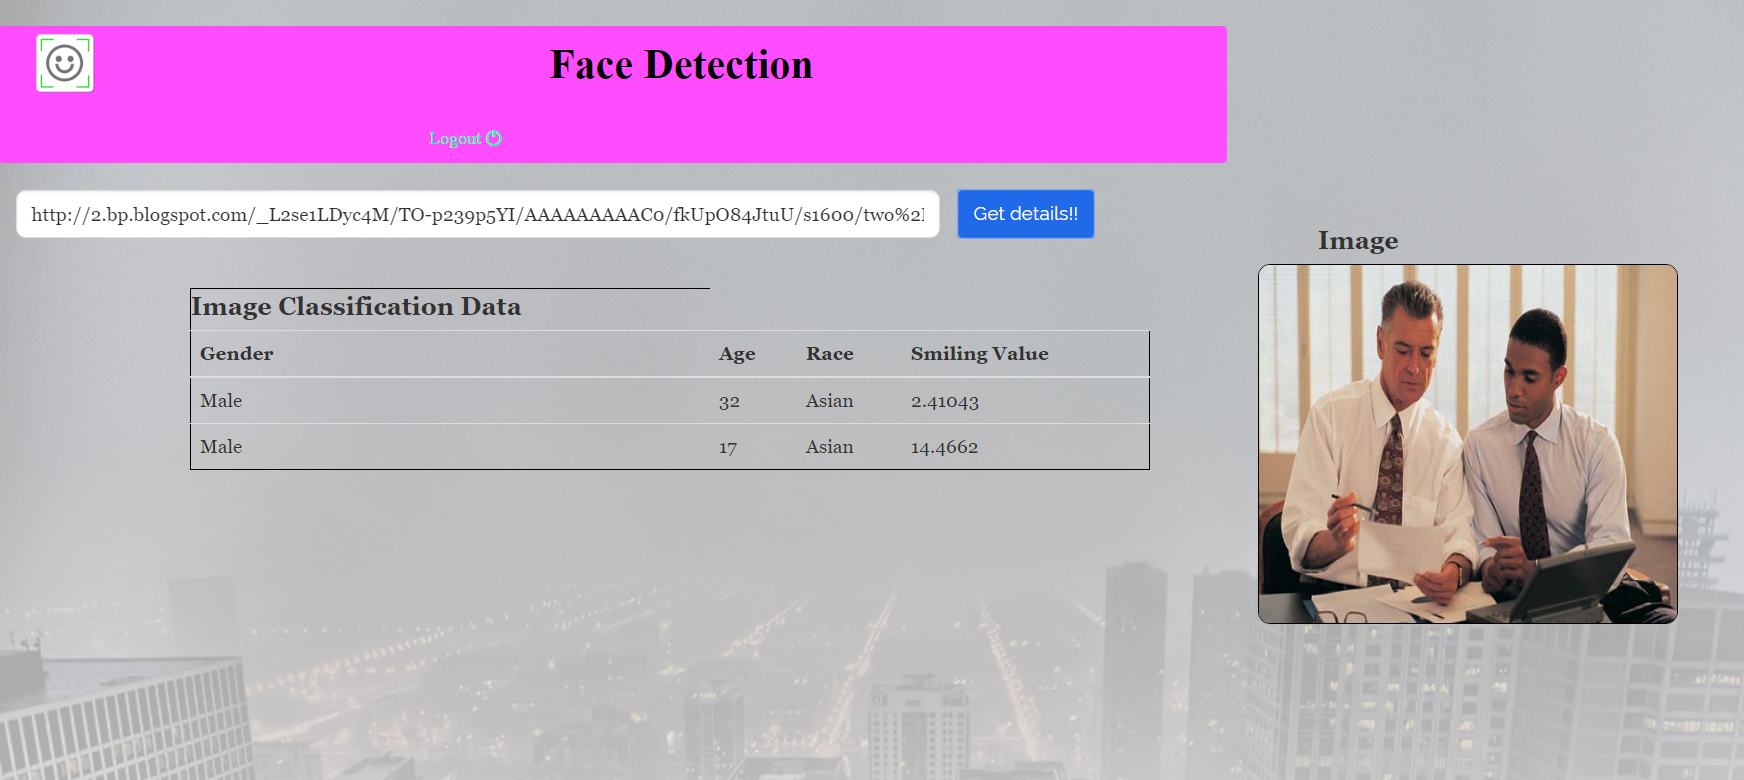 Face Detection
Logout
http://2.bp.blogspot.com/_L2se1LDyc4M/TO-p239p5YI/AAAAAAAAAC0/fkUpO84JtuU/s1600/two%2
Get details!!
Image
Image Classification Data
Gender Age Race Smiling Value
Male 32 Asian 2.41043
Male 17 Asian 14.4662